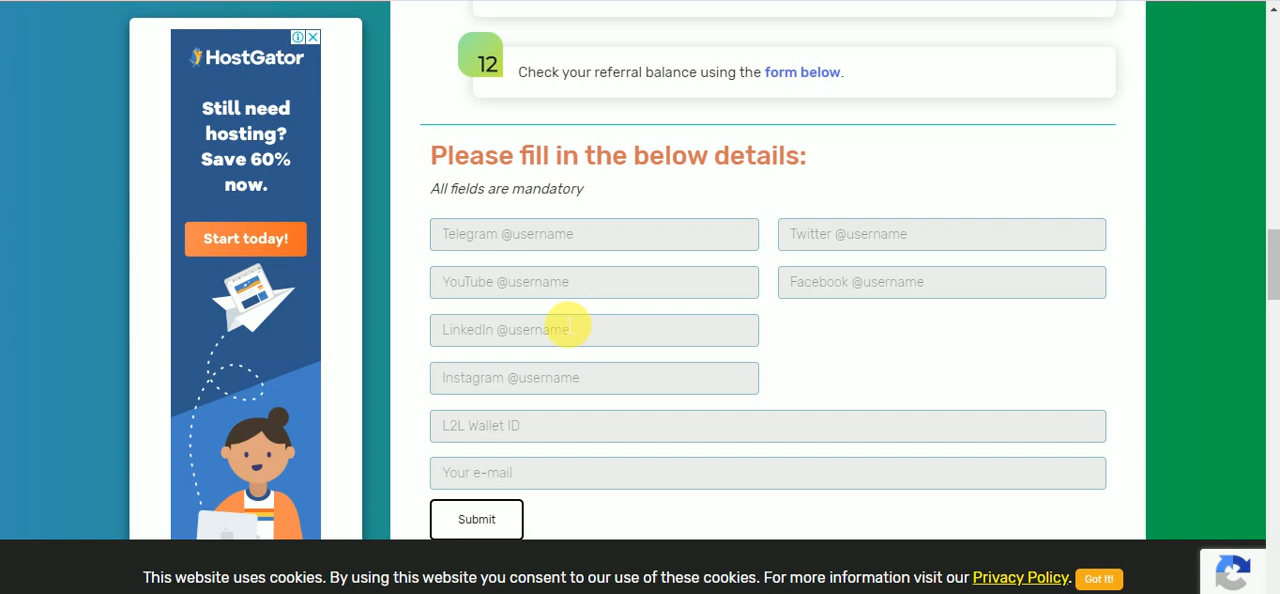 HostGator
Still need
hosting?
Save 60%
now.
Start today!
12
Check your referral balance using the form below.
Please fill in the below details:
All fields are mandatory
Telegram @username
Twitter @username
YouTube @username
Facebook @username
LinkedIn @username
Instagram @username
L2L Wallet ID
Your e-mail
Submit
This website uses cookies. By using this website you consent to our use of these cookies. For more information visit our Privacy Policy. Got It!